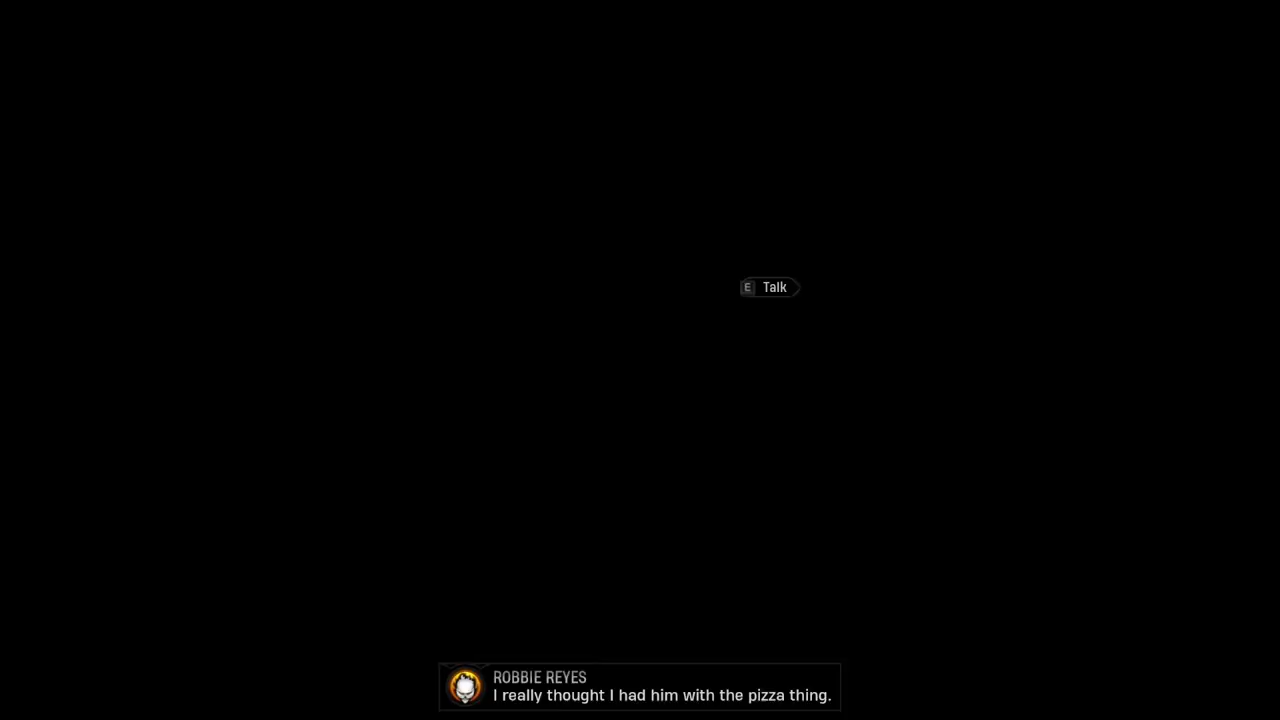 E Talk
ROBBIE REYES
I really thought I had him with the pizza thing.